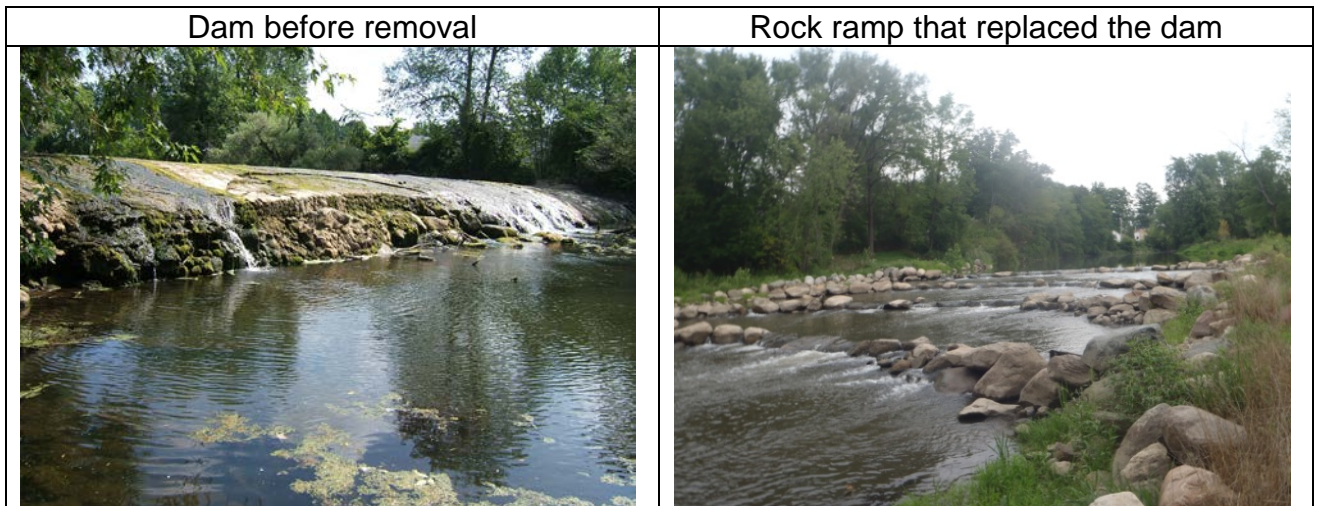 Dam before removal
Rock ramp that replaced the dam